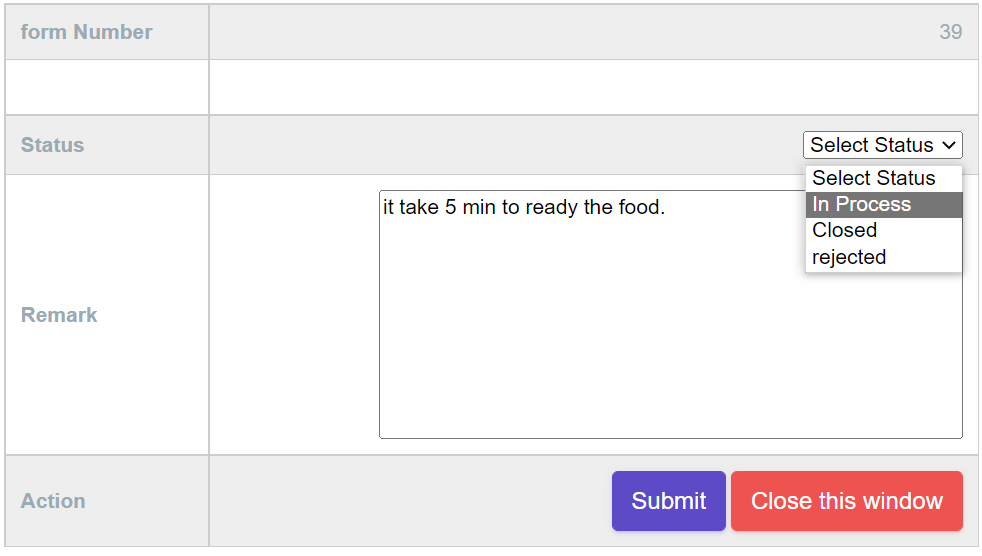 form Number 39
Status Select Status
Select Status
In Process
Closed
rejected
Remark it take 5 min to ready the food.
Action Submit Close this window